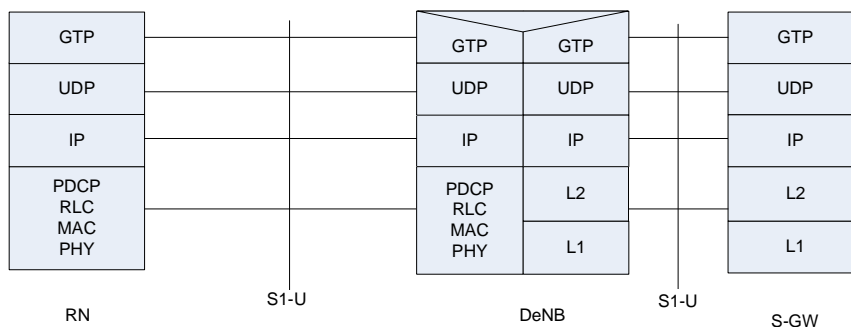 GTP
UDP
IP
PDCP
RLC
MAC
PHY
RN
S1-U
GTP
UDP
IP
PDCP
RLC
MAC
PHY
GTP
UDP
IP
L2
L1
DeNB
S1-U
GTP
UDP
IP
L2
L1
S-GW